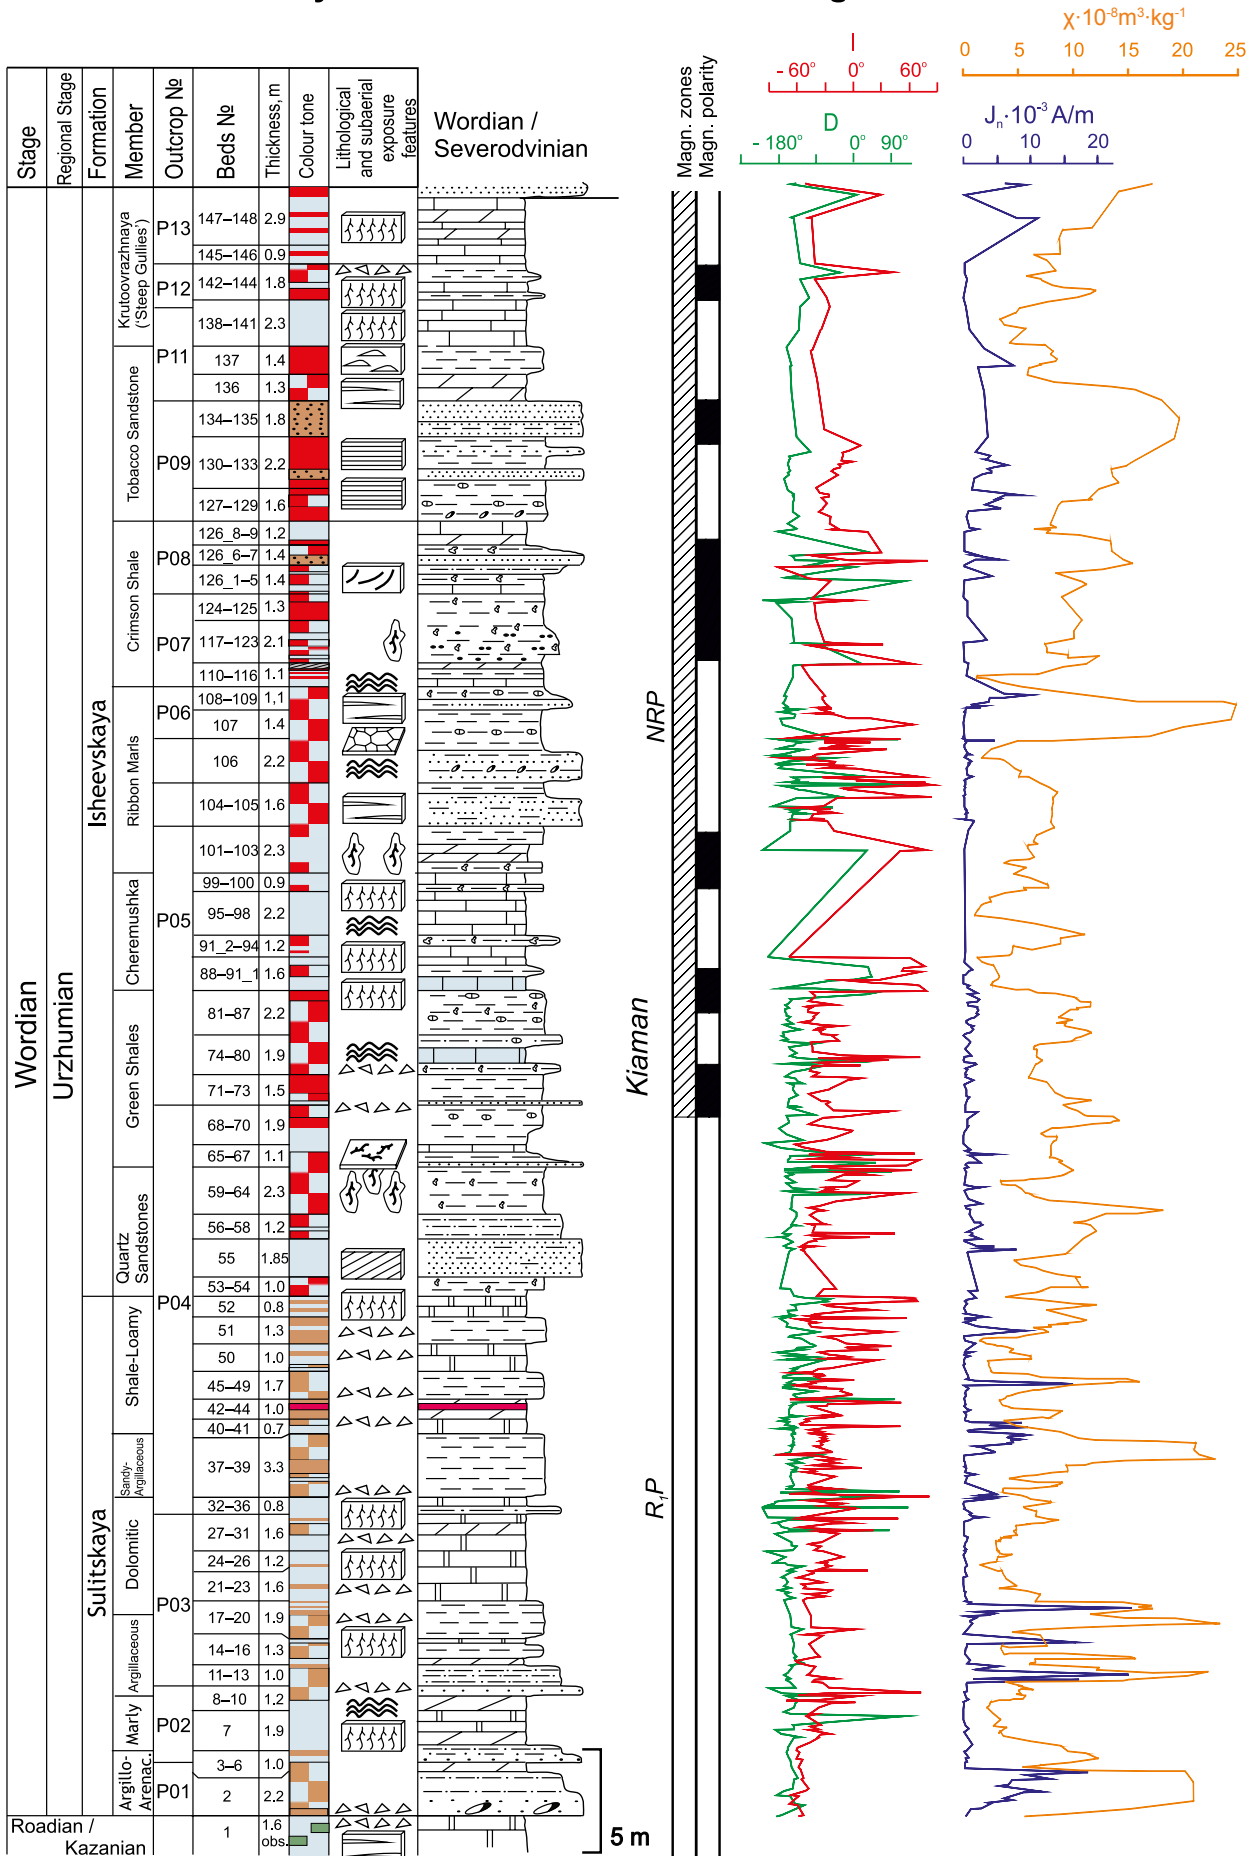 χ·10⁻⁸m³·kg⁻¹
0 5 10 15 20 25
I
- 60° 0° 60°
Jₙ·10⁻³ A/m
0 10 20
D
- 180° 0° 90°
Stage
Regional Stage
Formation
Member
Outcrop №
Beds №
Thickness, m
Colour tone
Lithological and subaerial exposure features
Wordian /
Severodvinian
Magn. zones
Magn. polarity
Wordian
Urzhumian
Isheevskaya
Sulitskaya
Krutoovrazhnaya
('Steep Gullies')
Tobacco Sandstone
Crimson Shale
Ribbon Marls
Cheremushka
Green Shales
Quartz
Sandstones
Shale-Loamy
Sandy-
Argillaceous
Dolomitic
Argillaceous
Marly
Argillo-
Arenac.
P13
P12
P11
P09
P08
P07
P06
P05
P04
P03
P02
P01
147–148 2.9
145–146 0.9
142–144 1.8
138–141 2.3
137 1.4
136 1.3
134–135 1.8
130–133 2.2
127–129 1.6
126_8–9 1.2
126_6–7 1.4
126_1–5 1.4
124–125 1.3
117–123 2.1
110–116 1.1
108–109 1,1
107 1.4
106 2.2
104–105 1.6
101–103 2.3
99–100 0.9
95–98 2.2
91_2–94 1.2
88–91_1 1.6
81–87 2.2
74–80 1.9
71–73 1.5
68–70 1.9
65–67 1.1
59–64 2.3
56–58 1.2
55 1.85
53–54 1.0
52 0.8
51 1.3
50 1.0
45–49 1.7
42–44 1.0
40–41 0.7
37–39 3.3
32–36 0.8
27–31 1.6
24–26 1.2
21–23 1.6
17–20 1.9
14–16 1.3
11–13 1.0
8–10 1.2
7 1.9
3–6 1.0
2 2.2
1 1.6
obs.
Roadian /
Kazanian
5 m
NRP
Kiaman
R₁P